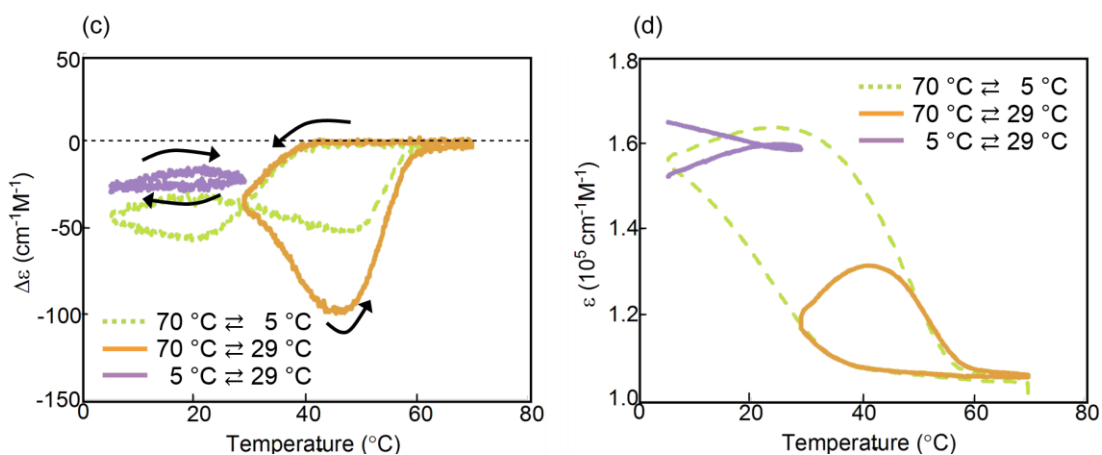 (c)
50
0
-50
-100
-150
Δε (cm⁻¹M⁻¹)
70 °C ⇄ 5 °C
70 °C ⇄ 29 °C
5 °C ⇄ 29 °C
0 20 40 60 80
Temperature (°C)
(d)
1.8
1.6
1.4
1.2
1.0
ε (10⁵ cm⁻¹M⁻¹)
70 °C ⇄ 5 °C
70 °C ⇄ 29 °C
5 °C ⇄ 29 °C
0 20 40 60 80
Temperature (°C)